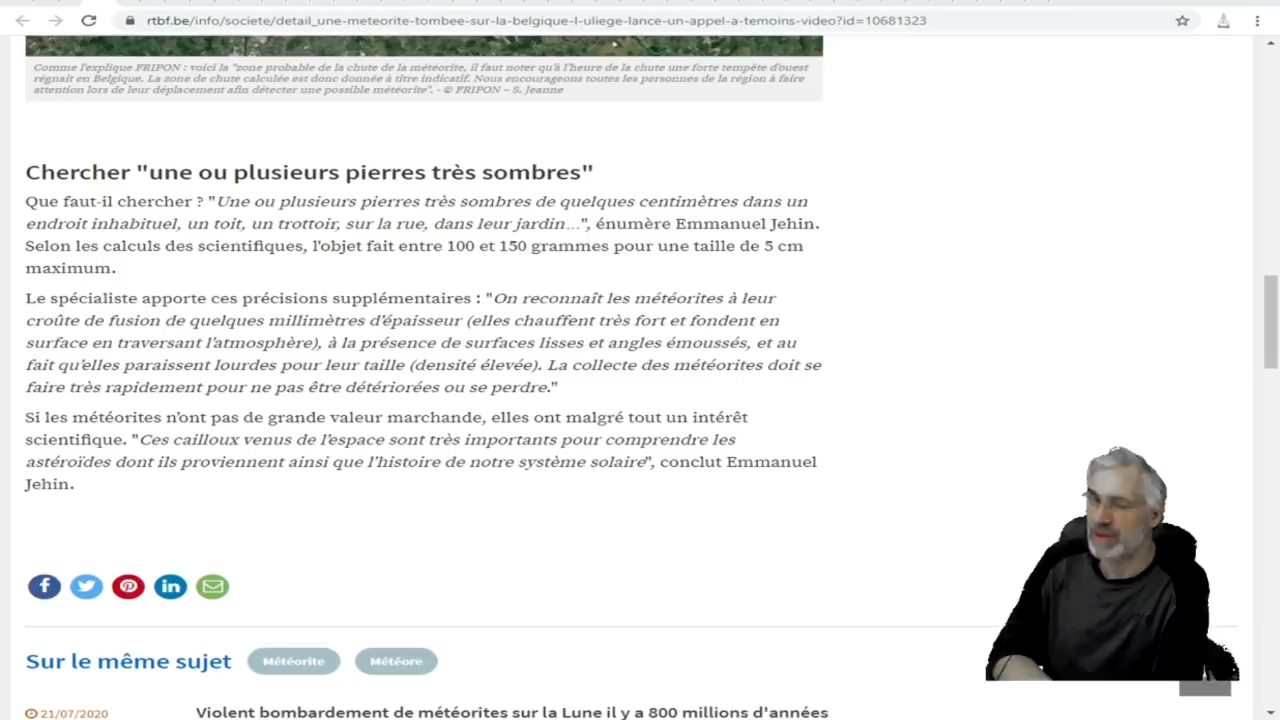 rtbf.be/info/societe/detail_une-meteorite-tombee-sur-la-belgique-l-uliege-lance-un-appel-a-temoins-video?id=10681323
Comme l'explique FRIPON : voici la "zone probable de la chute de la météorite, il faut noter qu'à l'heure de la chute une forte tempête d'ouest
régnait en Belgique. La zone de chute calculée est donc donnée à titre indicatif. Nous encourageons toutes les personnes de la région à faire
attention lors de leur déplacement afin détecter une possible météorite". - © FRIPON – S. Jeanne
Chercher "une ou plusieurs pierres très sombres"
Que faut-il chercher ? "Une ou plusieurs pierres très sombres de quelques centimètres dans un
endroit inhabituel, un toit, un trottoir, sur la rue, dans leur jardin…", énumère Emmanuel Jehin.
Selon les calculs des scientifiques, l'objet fait entre 100 et 150 grammes pour une taille de 5 cm
maximum.
Le spécialiste apporte ces précisions supplémentaires : "On reconnaît les météorites à leur
croûte de fusion de quelques millimètres d’épaisseur (elles chauffent très fort et fondent en
surface en traversant l’atmosphère), à la présence de surfaces lisses et angles émoussés, et au
fait qu’elles paraissent lourdes pour leur taille (densité élevée). La collecte des météorites doit se
faire très rapidement pour ne pas être détériorées ou se perdre."
Si les météorites n’ont pas de grande valeur marchande, elles ont malgré tout un intérêt
scientifique. "Ces cailloux venus de l’espace sont très importants pour comprendre les
astéroïdes dont ils proviennent ainsi que l’histoire de notre système solaire", conclut Emmanuel
Jehin.
Sur le même sujet Météorite Météore
21/07/2020 Violent bombardement de météorites sur la Lune il y a 800 millions d'années